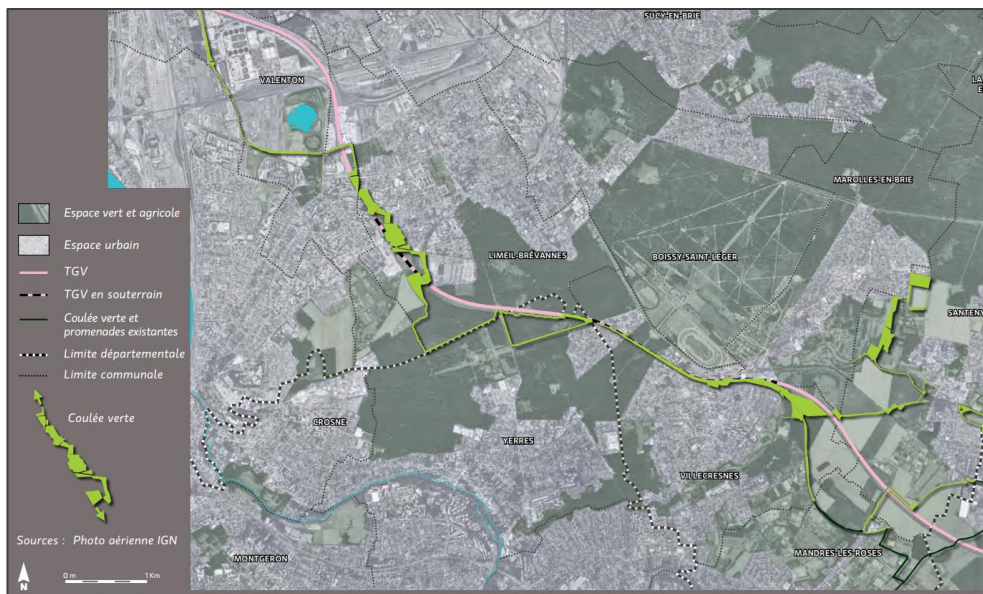 SUCY-EN-BRIE
VALENTON
MAROLLES-EN-BRIE
LIMEIL-BRÉVANNES
BOISSY-SAINT-LÉGER
SANTENY
CROSNE
YERRES
VILLECRESNES
MONTGERON
MANDRES-LES-ROSES
Espace vert et agricole
Espace urbain
TGV
TGV en souterrain
Coulée verte et
promenades existantes
Limite départementale
Limite communale
Coulée verte
Sources : Photo aérienne IGN
N
0 m 1 Km